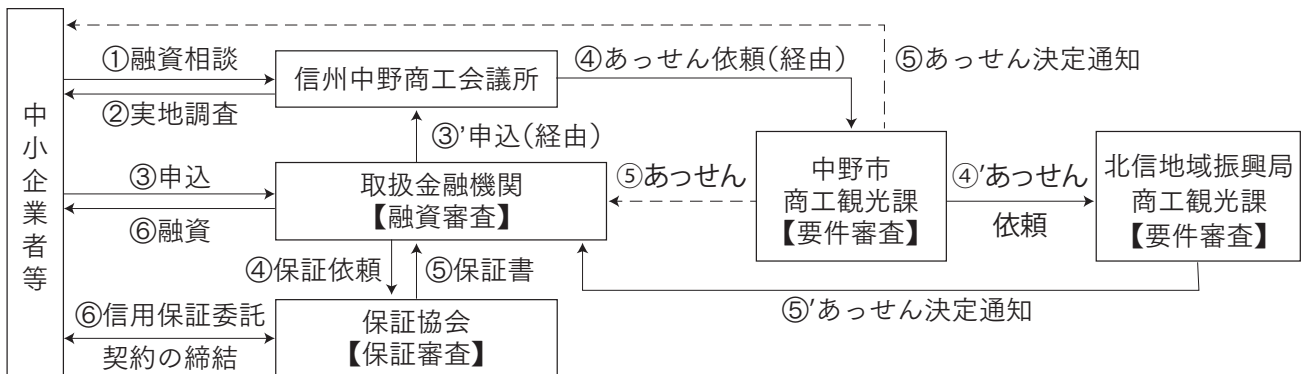 中小企業者等
①融資相談
②実地調査
信州中野商工会議所
④あっせん依頼(経由)
⑤あっせん決定通知
③’申込(経由)
③申込
⑥融資
取扱金融機関
【融資審査】
⑤あっせん
中野市
商工観光課
【要件審査】
④’あっせん
依頼
北信地域振興局
商工観光課
【要件審査】
④保証依頼
⑤保証書
⑤’あっせん決定通知
⑥信用保証委託
契約の締結
保証協会
【保証審査】